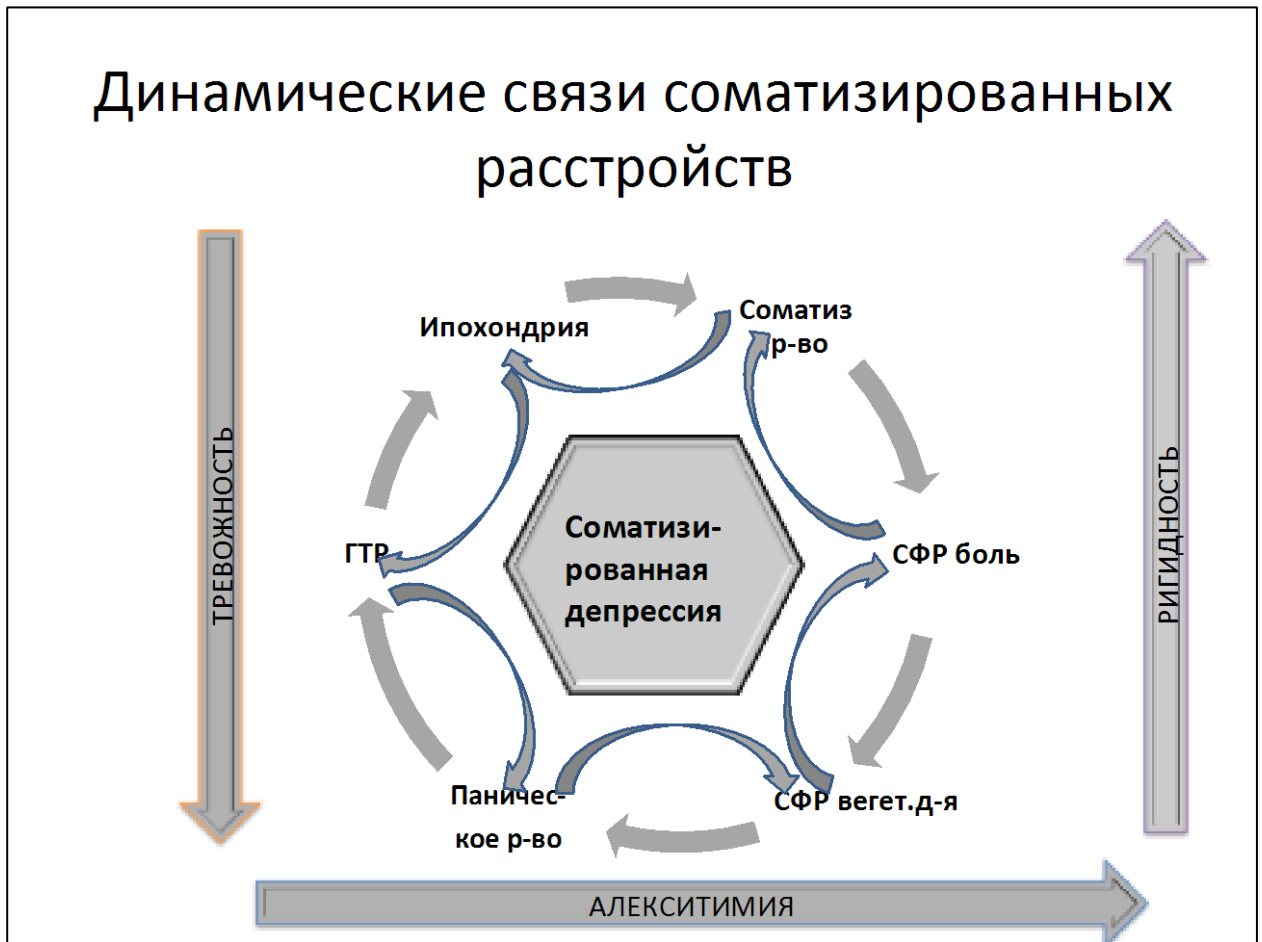 Динамические связи соматизированных
расстройств
Ипохондрия
Соматиз
р-во
ТРЕВОЖНОСТЬ
РИГИДНОСТЬ
Соматизи-
рованная
депрессия
ГТР
СФР боль
Паничес-
кое р-во
СФР вегет.д-я
АЛЕКСИТИМИЯ